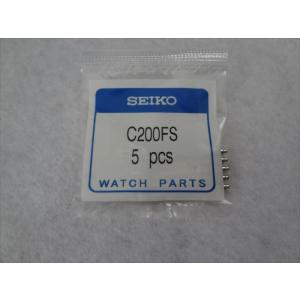 SEIKO
C200FS
5 pcs
WATCH PARTS